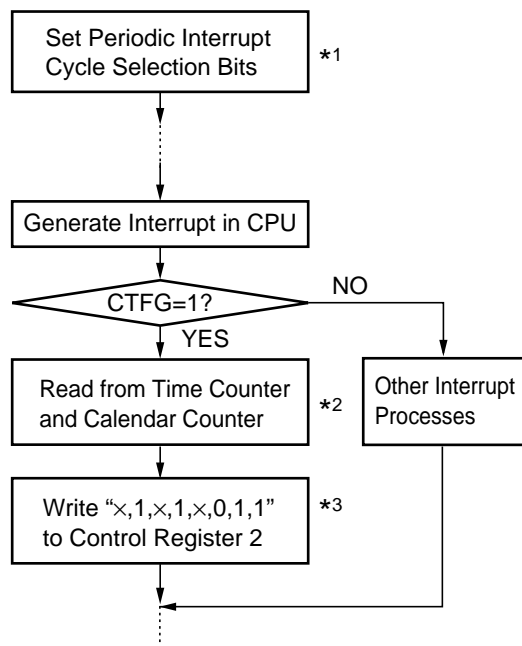 Set Periodic Interrupt
Cycle Selection Bits
*1
Generate Interrupt in CPU
CTFG=1?
NO
YES
Read from Time Counter
and Calendar Counter
*2
Other Interrupt
Processes
Write “×,1,×,1,×,0,1,1”
to Control Register 2
*3